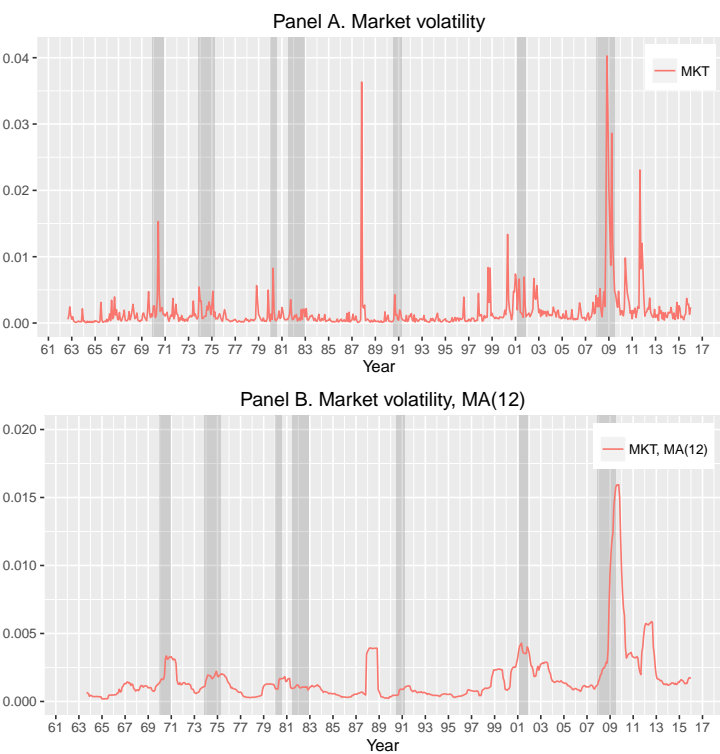 Panel A. Market volatility
0.04
0.03
0.02
0.01
0.00
MKT
61 63 65 67 69 71 73 75 77 79 81 83 85 87 89 91 93 95 97 99 01 03 05 07 09 11 13 15 17
Year
Panel B. Market volatility, MA(12)
0.020
0.015
0.010
0.005
0.000
MKT, MA(12)
61 63 65 67 69 71 73 75 77 79 81 83 85 87 89 91 93 95 97 99 01 03 05 07 09 11 13 15 17
Year